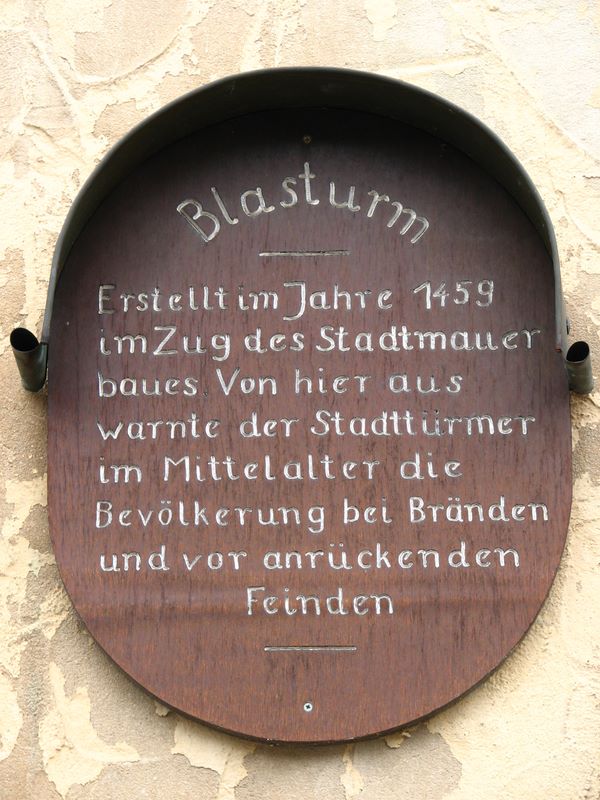 Blasturm
Erstellt im Jahre 1459
im Zug des Stadtmauer
baues. Von hier aus
warnte der Stadttürmer
im Mittelalter die
Bevölkerung bei Bränden
und vor anrückenden
Feinden